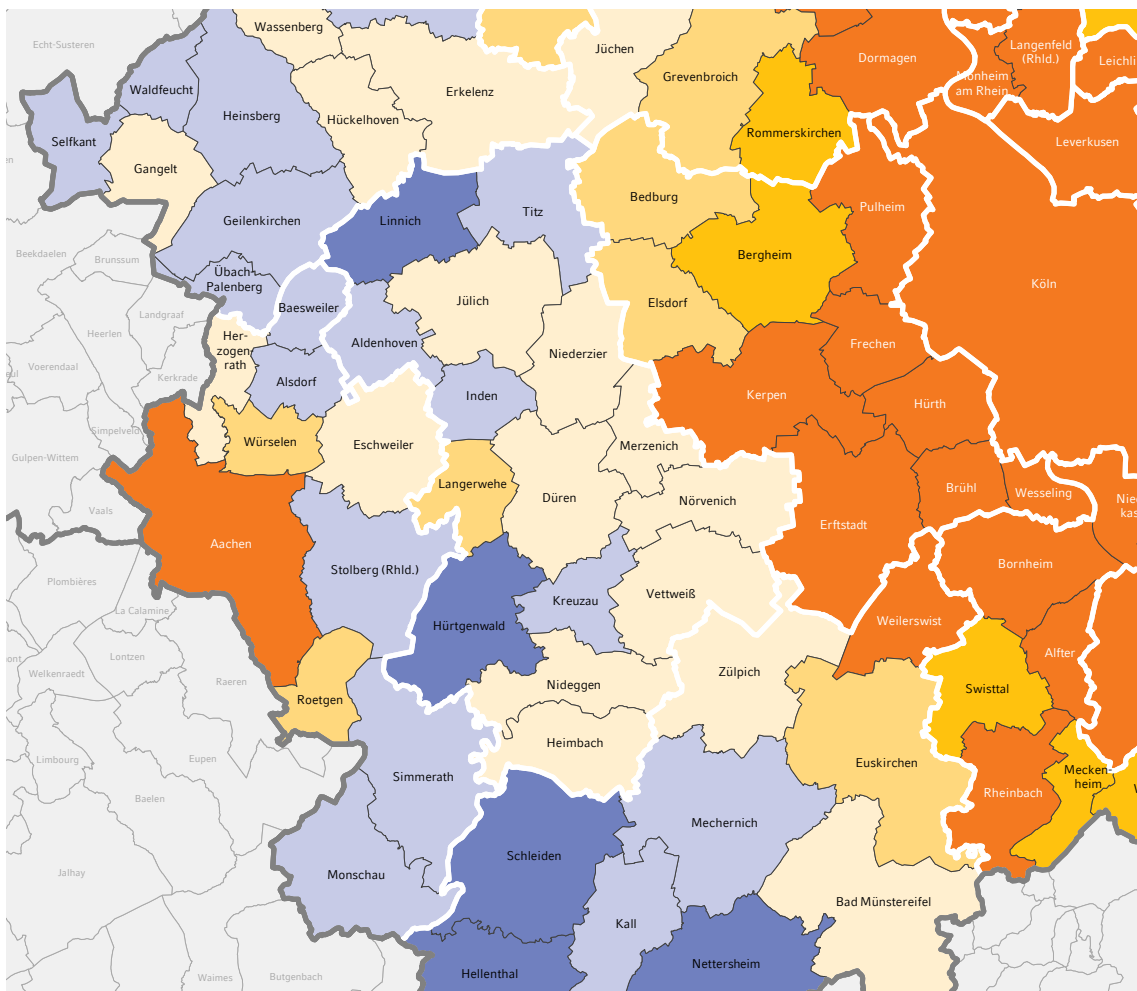 Wassenberg
Echt-Susteren
Jüchen
Dormagen
Langenfeld
(Rhld.)
Leichli
Monheim
am Rhein
Grevenbroich
Erkelenz
Waldfeucht
Heinsberg
Hückelhoven
Rommerskirchen
Selfkant
Leverkusen
Gangelt
Bedburg
Pulheim
Linnich
Titz
Geilenkirchen
Bergheim
Beekdaelen
Brunssum
Übach-
Palenberg
Köln
Jülich
Elsdorf
Baesweiler
Landgraaf
Heerlen
Her-
zogen-
rath
Aldenhoven
Frechen
Niederzier
Voerendaal
Kerkrade
Alsdorf
Inden
Kerpen
Hürth
Simpelveld
Würselen
Eschweiler
Merzenich
Gulpen-Wittem
Langerwehe
Düren
Nörvenich
Brühl
Wesseling
Nie
kas
Vaals
Erftstadt
Aachen
Stolberg (Rhld.)
Bornheim
Plombières
Kreuzau
Vettweiß
La Calamine
Hürtgenwald
Weilerswist
Lontzen
ont
Welkenraedt
Alfter
Raeren
Zülpich
Nideggen
Swisttal
Roetgen
Heimbach
Limbourg
Eupen
Euskirchen
Simmerath
Mecken-
heim
Baelen
Rheinbach
Mechernich
Schleiden
Jalhay
Monschau
Bad Münstereifel
Kall
Nettersheim
Hellenthal
Waimes
Butgenbach